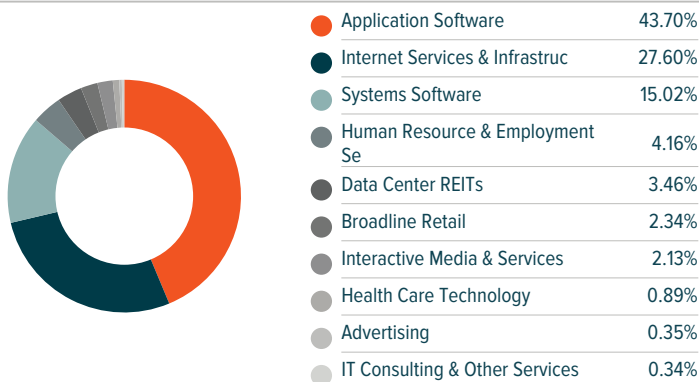 Application Software 43.70%
Internet Services & Infrastruc 27.60%
Systems Software 15.02%
Human Resource & Employment
Se 4.16%
Data Center REITs 3.46%
Broadline Retail 2.34%
Interactive Media & Services 2.13%
Health Care Technology 0.89%
Advertising 0.35%
IT Consulting & Other Services 0.34%